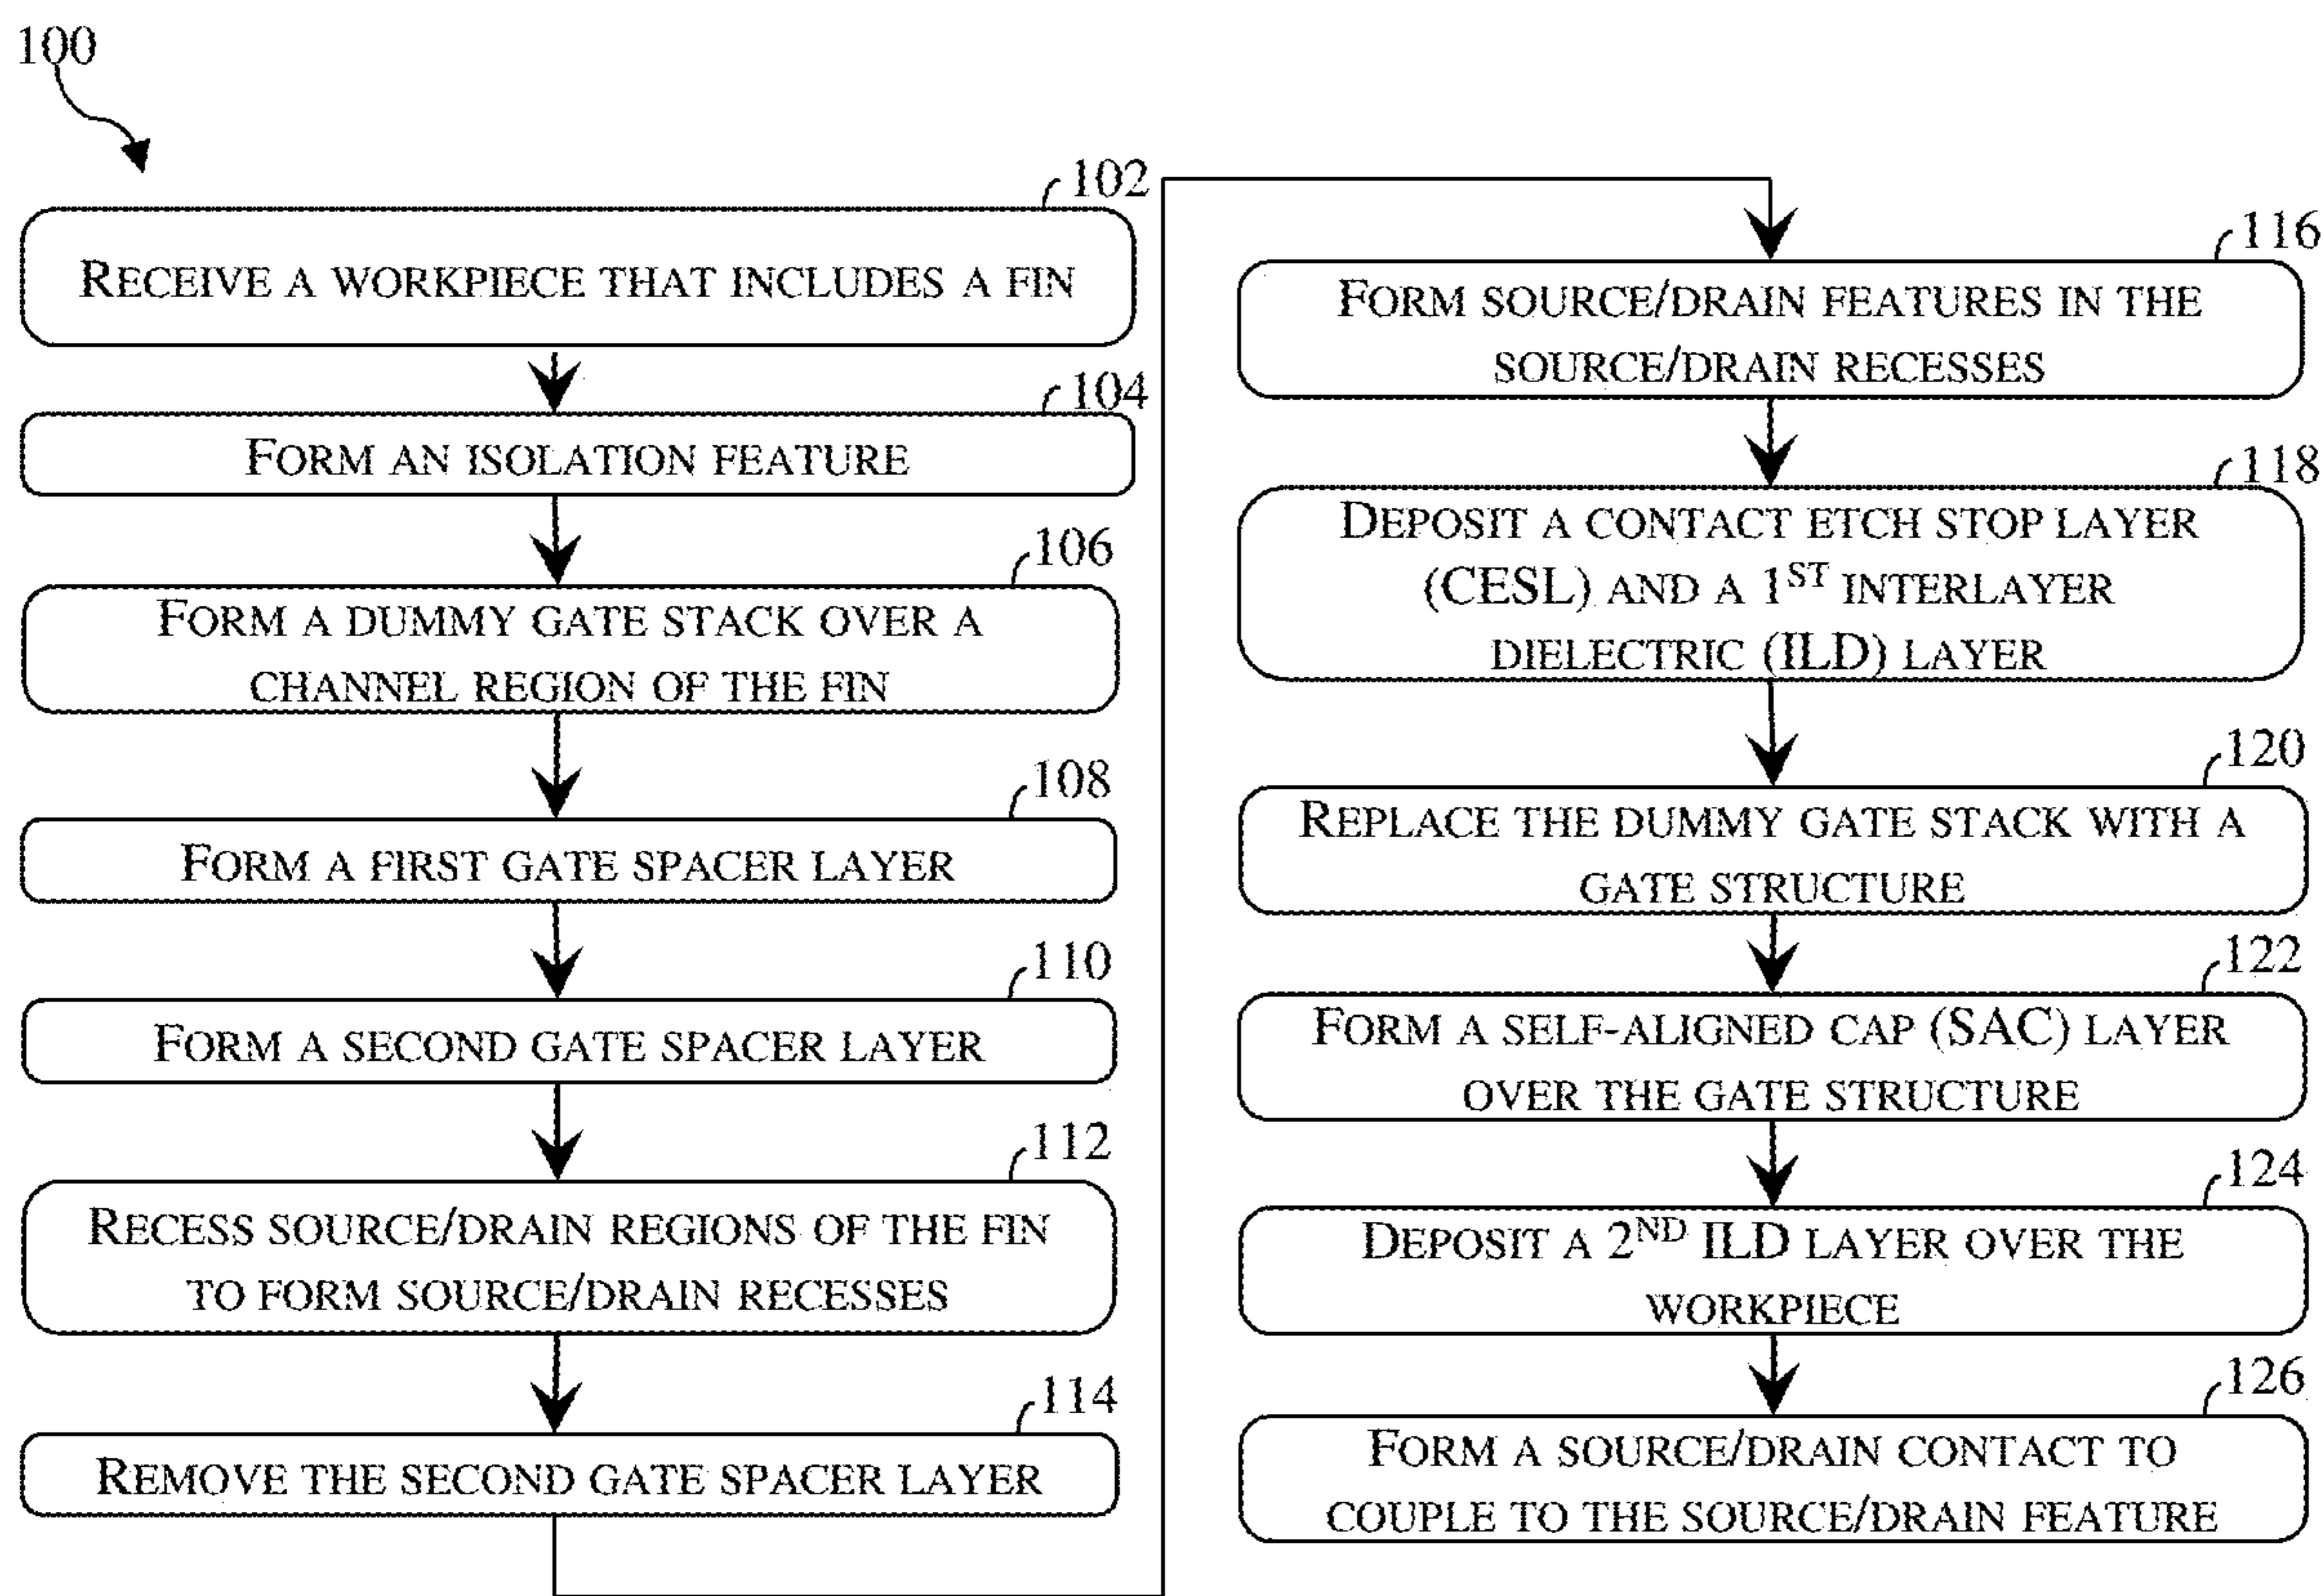 100
102
RECEIVE A WORKPIECE THAT INCLUDES A FIN
104
FORM AN ISOLATION FEATURE
106
FORM A DUMMY GATE STACK OVER A
CHANNEL REGION OF THE FIN
108
FORM A FIRST GATE SPACER LAYER
110
FORM A SECOND GATE SPACER LAYER
112
RECESS SOURCE/DRAIN REGIONS OF THE FIN
TO FORM SOURCE/DRAIN RECESSES
114
REMOVE THE SECOND GATE SPACER LAYER
116
FORM SOURCE/DRAIN FEATURES IN THE
SOURCE/DRAIN RECESSES
118
DEPOSIT A CONTACT ETCH STOP LAYER
(CESL) AND A 1ST INTERLAYER
DIELECTRIC (ILD) LAYER
120
REPLACE THE DUMMY GATE STACK WITH A
GATE STRUCTURE
122
FORM A SELF-ALIGNED CAP (SAC) LAYER
OVER THE GATE STRUCTURE
124
DEPOSIT A 2ND ILD LAYER OVER THE
WORKPIECE
126
FORM A SOURCE/DRAIN CONTACT TO
COUPLE TO THE SOURCE/DRAIN FEATURE